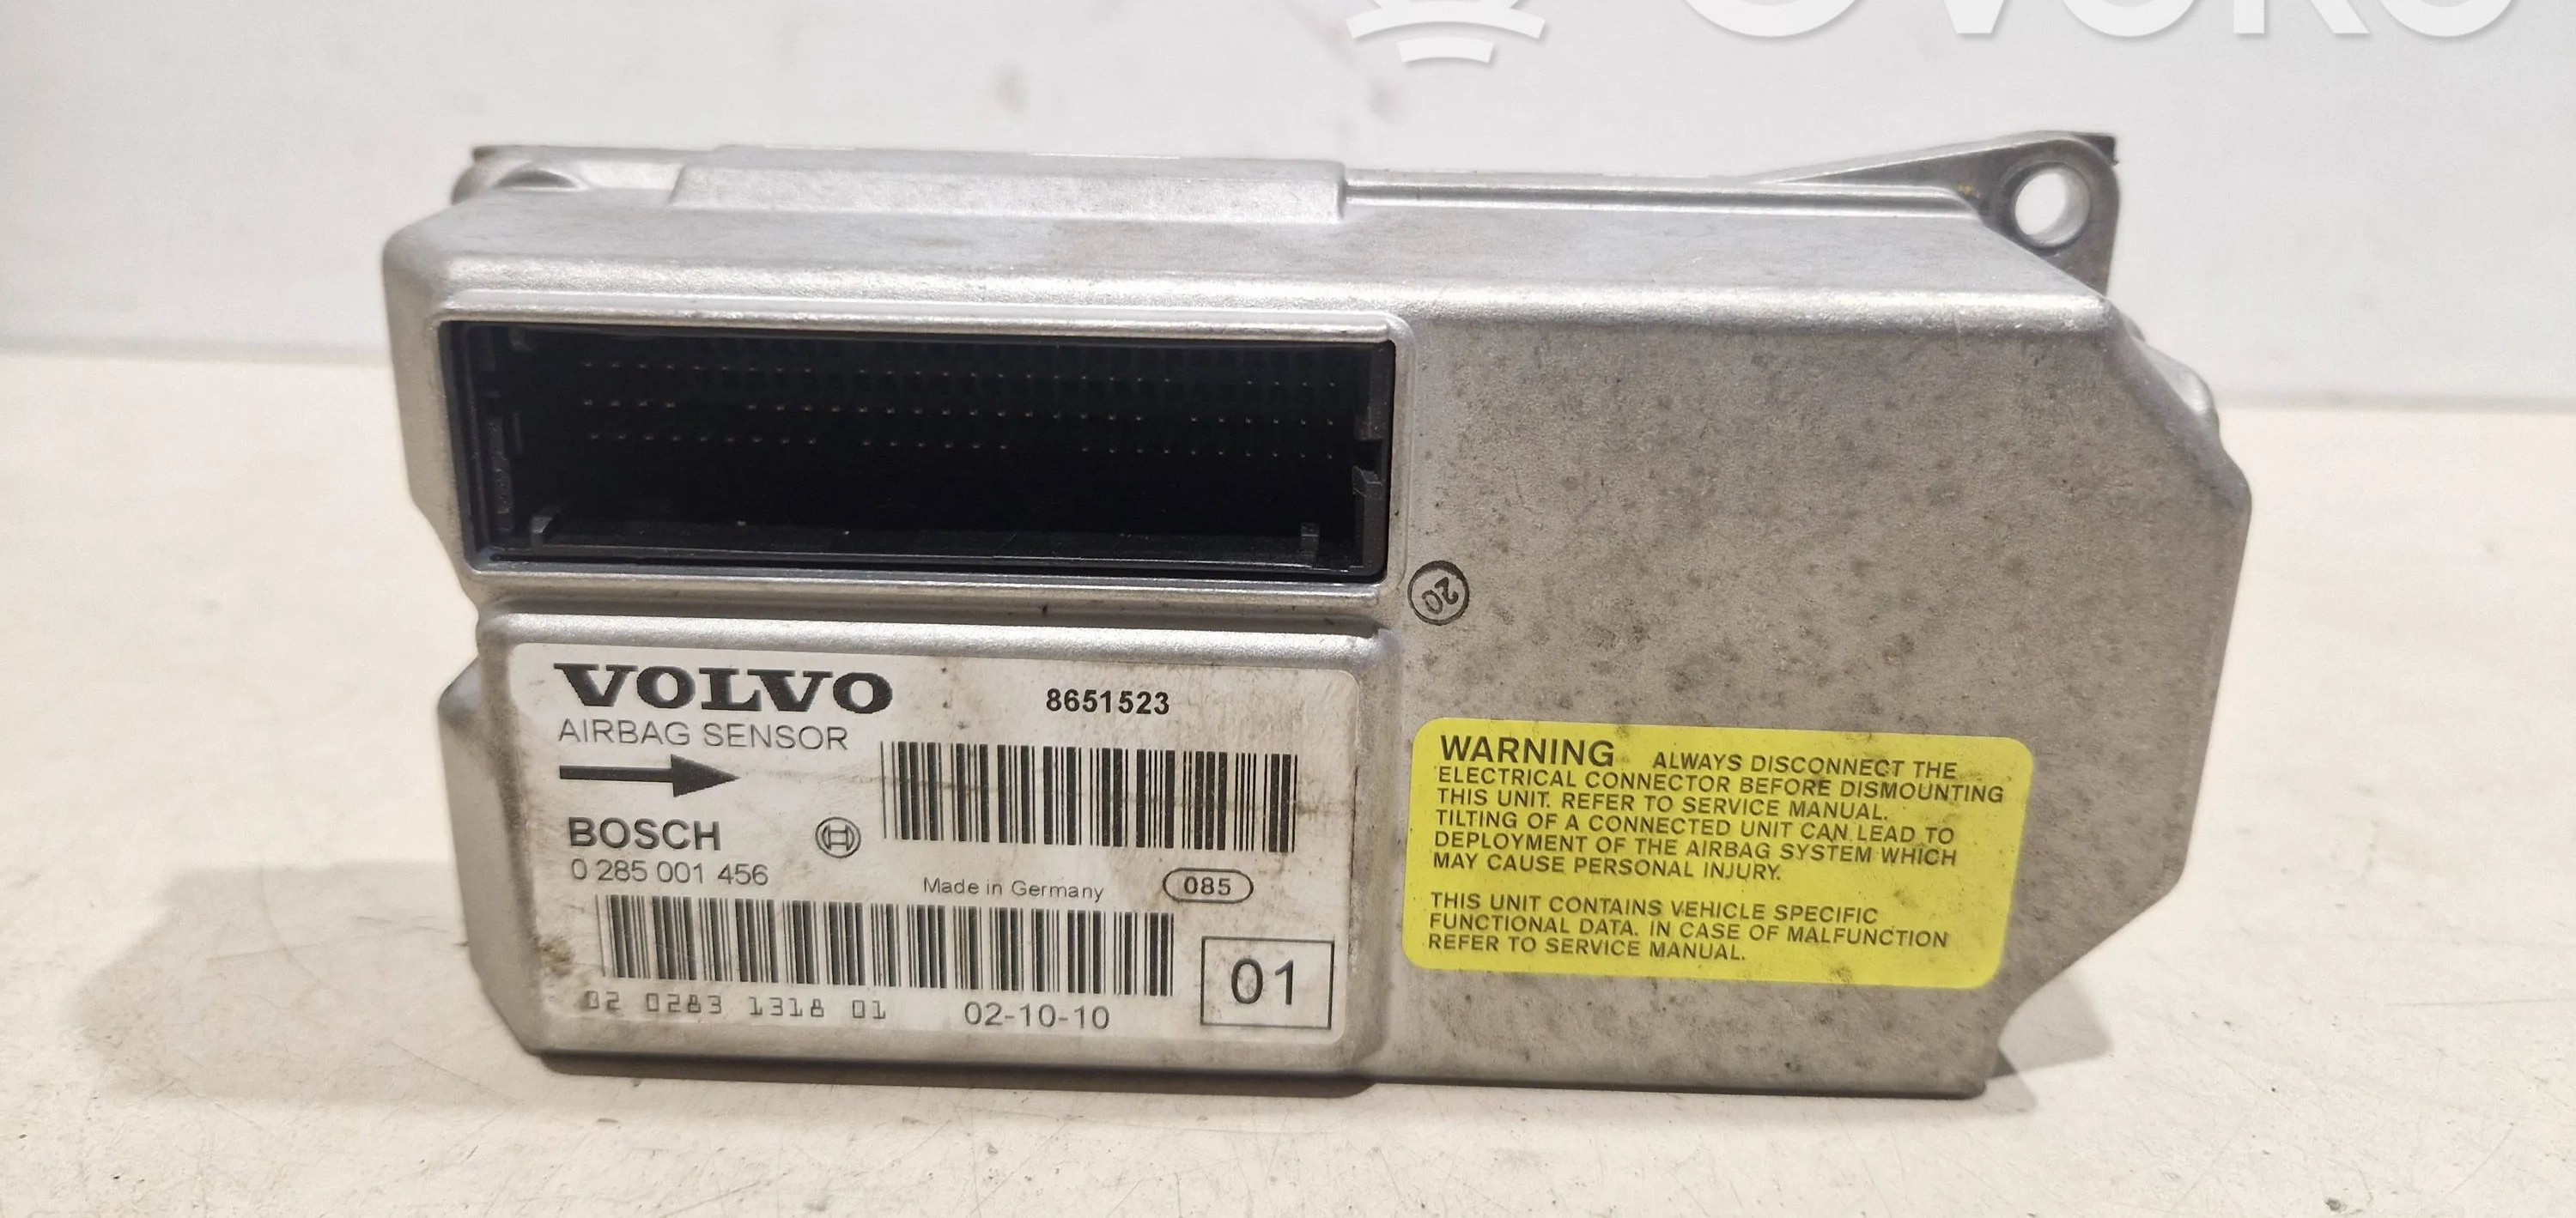 20
VOLVO
8651523
AIRBAG SENSOR
BOSCH
0 285 001 456
Made in Germany
085
02 0283 1318 01
02-10-10
01
WARNING ALWAYS DISCONNECT THE
ELECTRICAL CONNECTOR BEFORE DISMOUNTING
THIS UNIT. REFER TO SERVICE MANUAL.
TILTING OF A CONNECTED UNIT CAN LEAD TO
DEPLOYMENT OF THE AIRBAG SYSTEM WHICH
MAY CAUSE PERSONAL INJURY.
THIS UNIT CONTAINS VEHICLE SPECIFIC
FUNCTIONAL DATA. IN CASE OF MALFUNCTION
REFER TO SERVICE MANUAL.